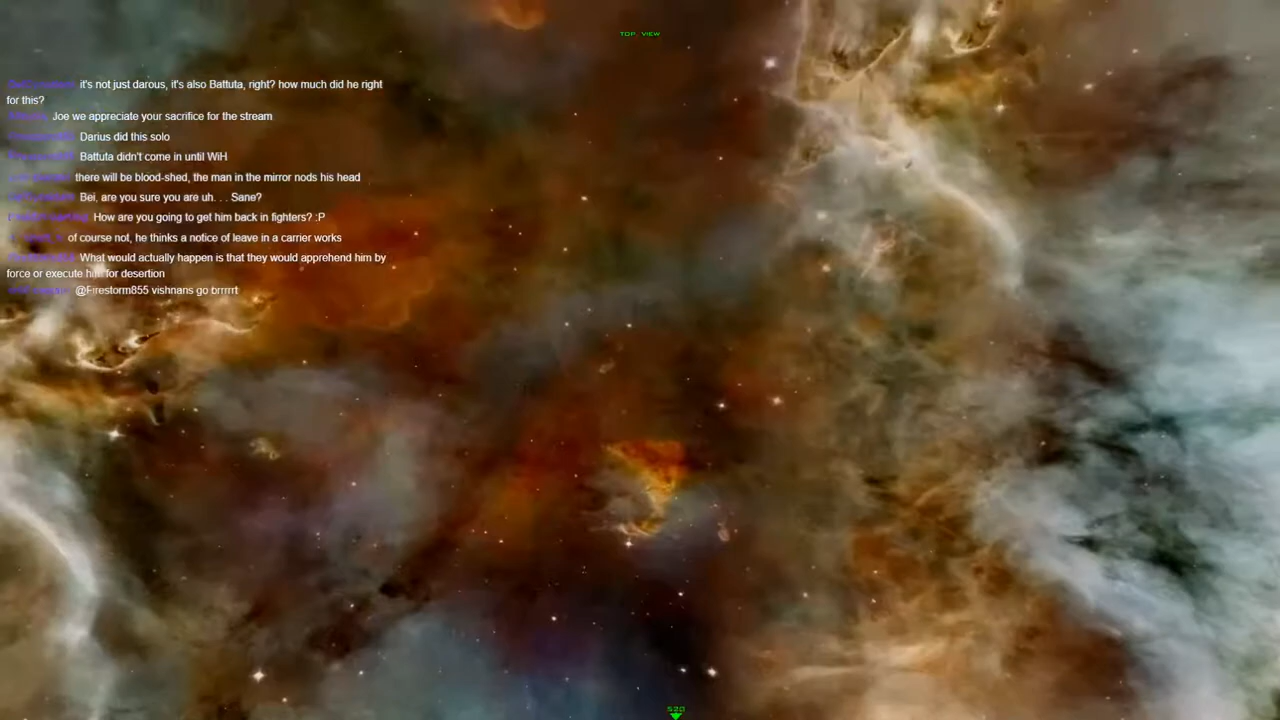 TOP VIEW
it's not just darous, it's also Battuta, right? how much did he right
for this?
Joe we appreciate your sacrifice for the stream
Darius did this solo
Battuta didn't come in until WiH
there will be blood-shed, the man in the mirror nods his head
Bei, are you sure you are uh. . . Sane?
How are you going to get him back in fighters? :P
of course not, he thinks a notice of leave in a carrier works
What would actually happen is that they would apprehend him by
force or execute him for desertion
@Firestorm855 vishnans go brrrrrt
520